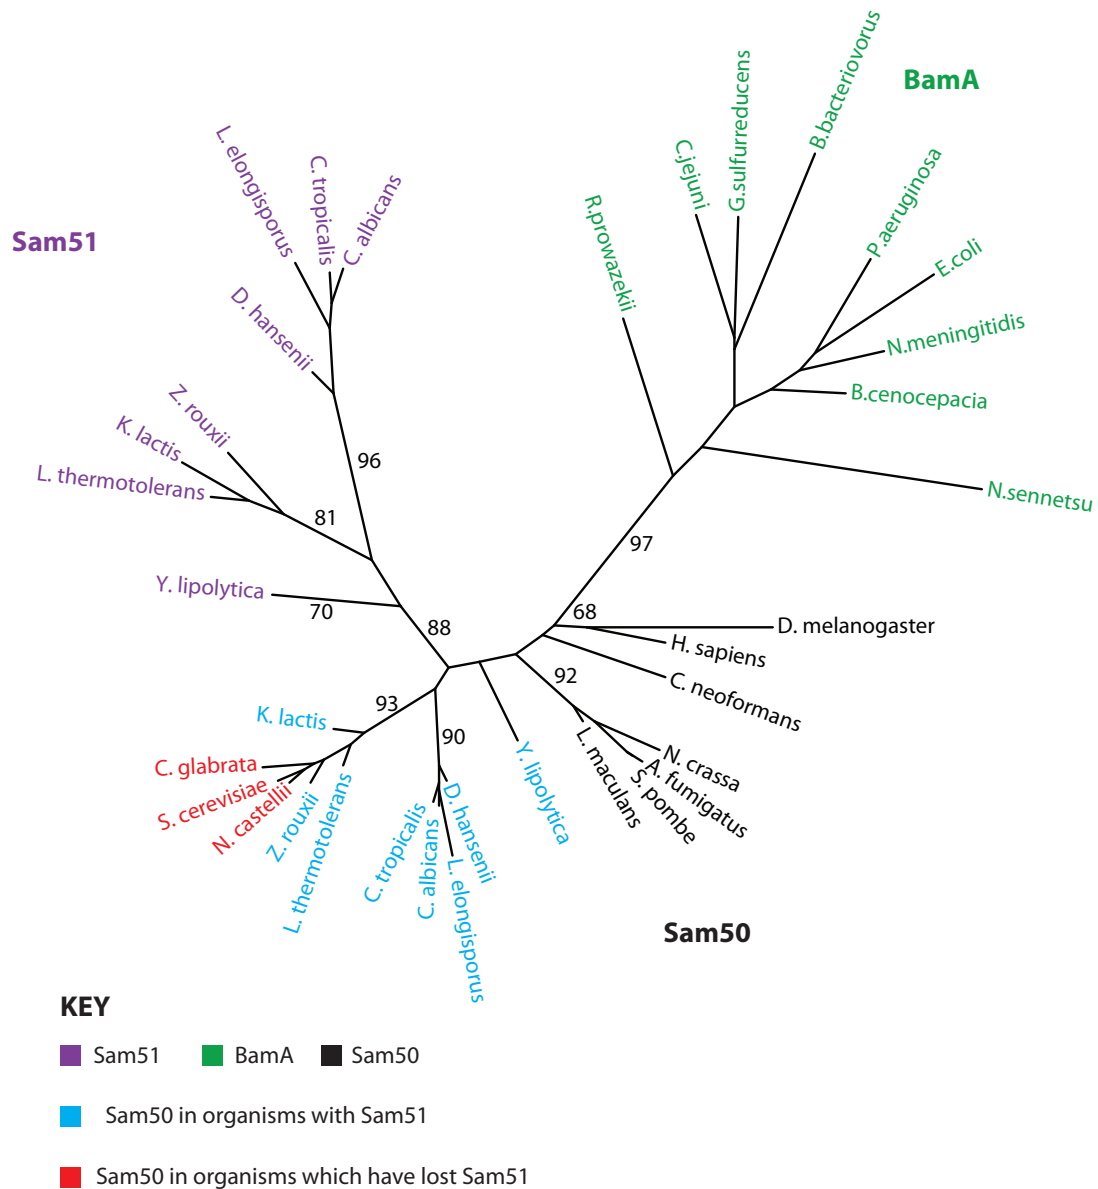 BamA
Sam51
L. elongisporus
C. tropicalis
C. albicans
D. hansenii
Z. rouxii
K. lactis
L. thermotolerans
Y. lipolytica
96
81
70
88
R.prowazekii
C.jejuni
G.sulfurreducens
B.bacteriovorus
P.aeruginosa
E.coli
N.meningitidis
B.cenocepacia
N.sennetsu
97
68
D. melanogaster
H. sapiens
C. neoformans
92
N. crassa
A. fumigatus
S. pombe
L. maculans
Y. lipolytica
93
90
K. lactis
C. glabrata
S. cerevisiae
N. castellii
Z. rouxii
L. thermotolerans
C. tropicalis
C. albicans
D. hansenii
L. elongisporus
Sam50
KEY
Sam51 BamA Sam50
Sam50 in organisms with Sam51
Sam50 in organisms which have lost Sam51